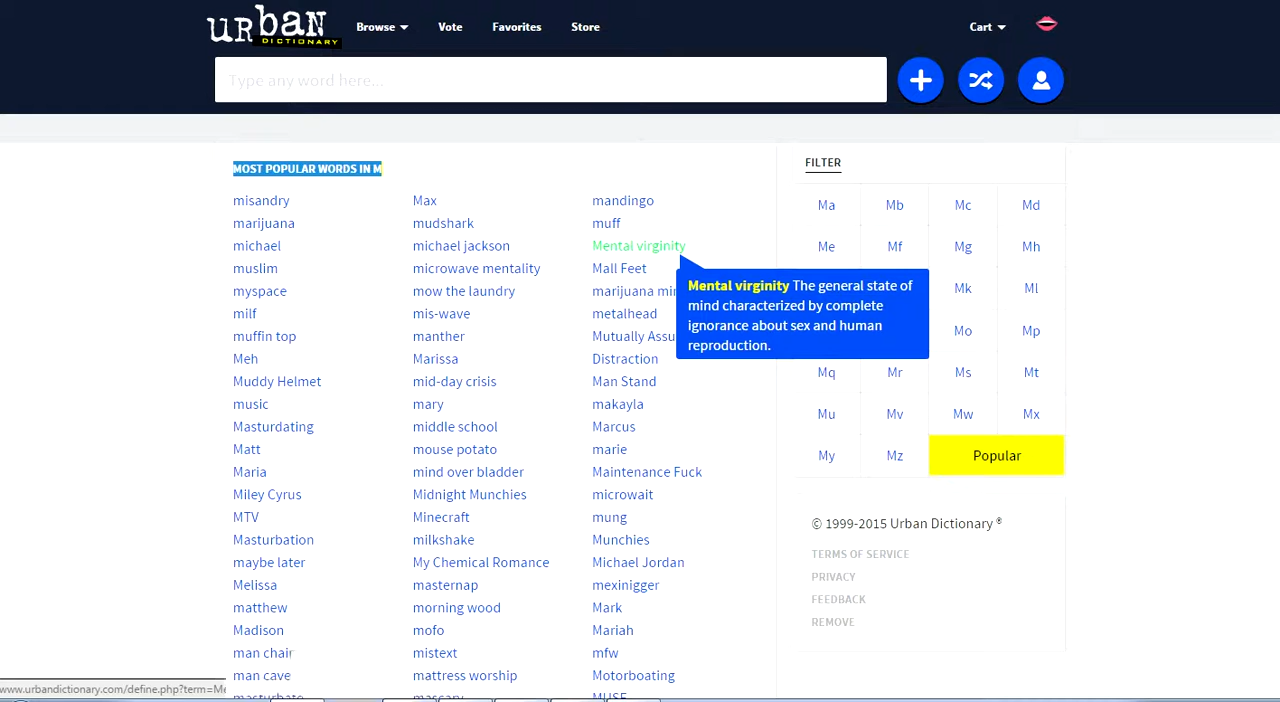 urban DICTIONARY
Browse Vote Favorites Store Cart
Type any word here...
MOST POPULAR WORDS IN M
misandry
marijuana
michael
muslim
myspace
milf
muffin top
Meh
Muddy Helmet
music
Masturdating
Matt
Maria
Miley Cyrus
MTV
Masturbation
maybe later
Melissa
matthew
Madison
man chair
man cave
masturbate
Max
mudshark
michael jackson
microwave mentality
mow the laundry
mis-wave
manther
Marissa
mid-day crisis
mary
middle school
mouse potato
mind over bladder
Midnight Munchies
Minecraft
milkshake
My Chemical Romance
masternap
morning wood
mofo
mistext
mattress worship
mascary
mandingo
muff
Mental virginity
Mall Feet
marijuana
metalhead
Mutually
Distraction
Man Stand
makayla
Marcus
marie
Maintenance Fuck
microwait
mung
Munchies
Michael Jordan
mexinigger
Mark
Mariah
mfw
Motorboating
MUSE
Mental virginity The general state of
mind characterized by complete
ignorance about sex and human
reproduction.
FILTER
Ma Mb Mc Md
Me Mf Mg Mh
Mk Ml
Mo Mp
Mq Mr Ms Mt
Mu Mv Mw Mx
My Mz Popular
© 1999-2015 Urban Dictionary ®
TERMS OF SERVICE
PRIVACY
FEEDBACK
REMOVE
www.urbandictionary.com/define.php?term=Me